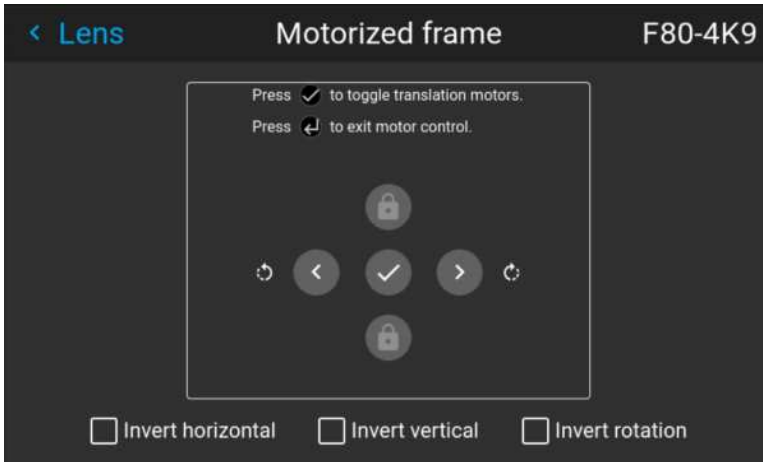 Lens Motorized frame F80-4K9
Press to toggle translation motors.
Press to exit motor control.
Invert horizontal Invert vertical Invert rotation